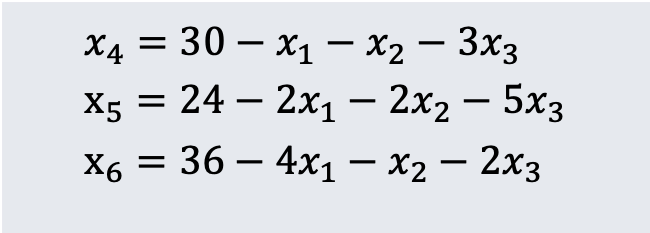 x₄ = 30 − x₁ − x₂ − 3x₃
x₅ = 24 − 2x₁ − 2x₂ − 5x₃
x₆ = 36 − 4x₁ − x₂ − 2x₃